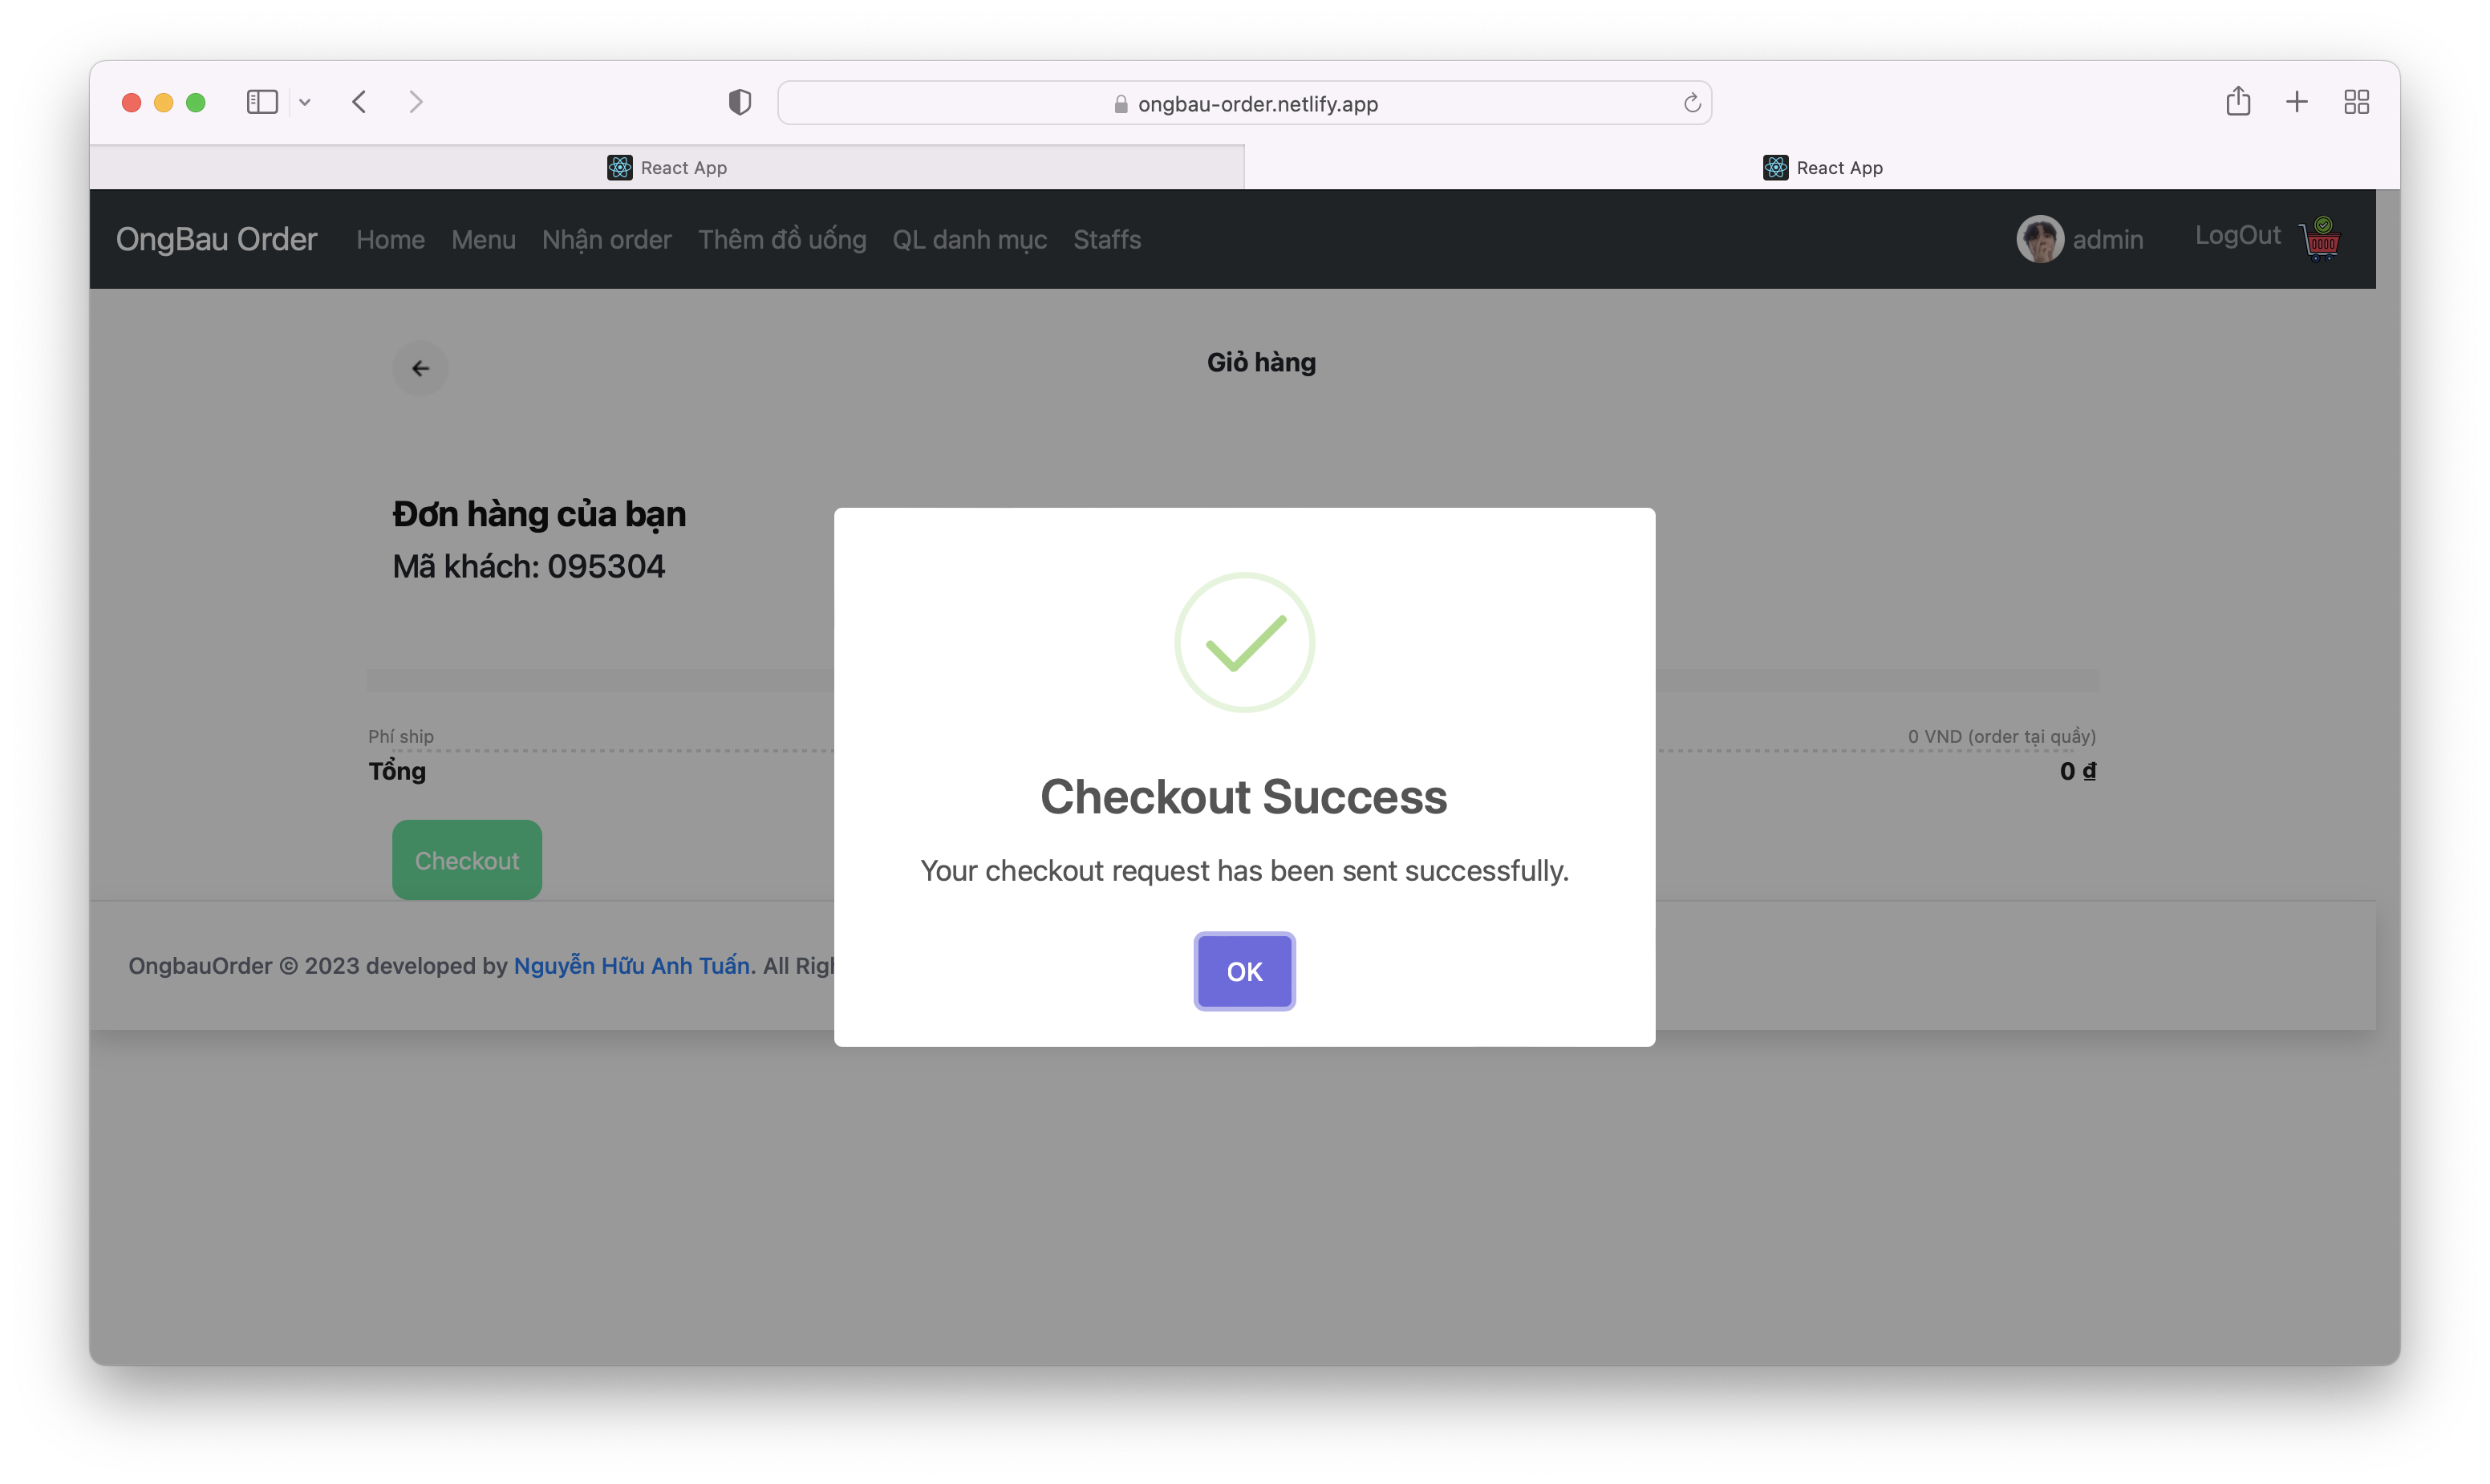 ongbau-order.netlify.app
React App
React App
OngBau Order Home Menu Nhận order Thêm đồ uống QL danh mục Staffs admin LogOut
0000
Giỏ hàng
Đơn hàng của bạn
Mã khách: 095304
Phí ship 0 VND (order tại quầy)
Tổng 0 ₫
Checkout
Checkout Success
Your checkout request has been sent successfully.
OK
OngbauOrder © 2023 developed by Nguyễn Hữu Anh Tuấn. All Righ